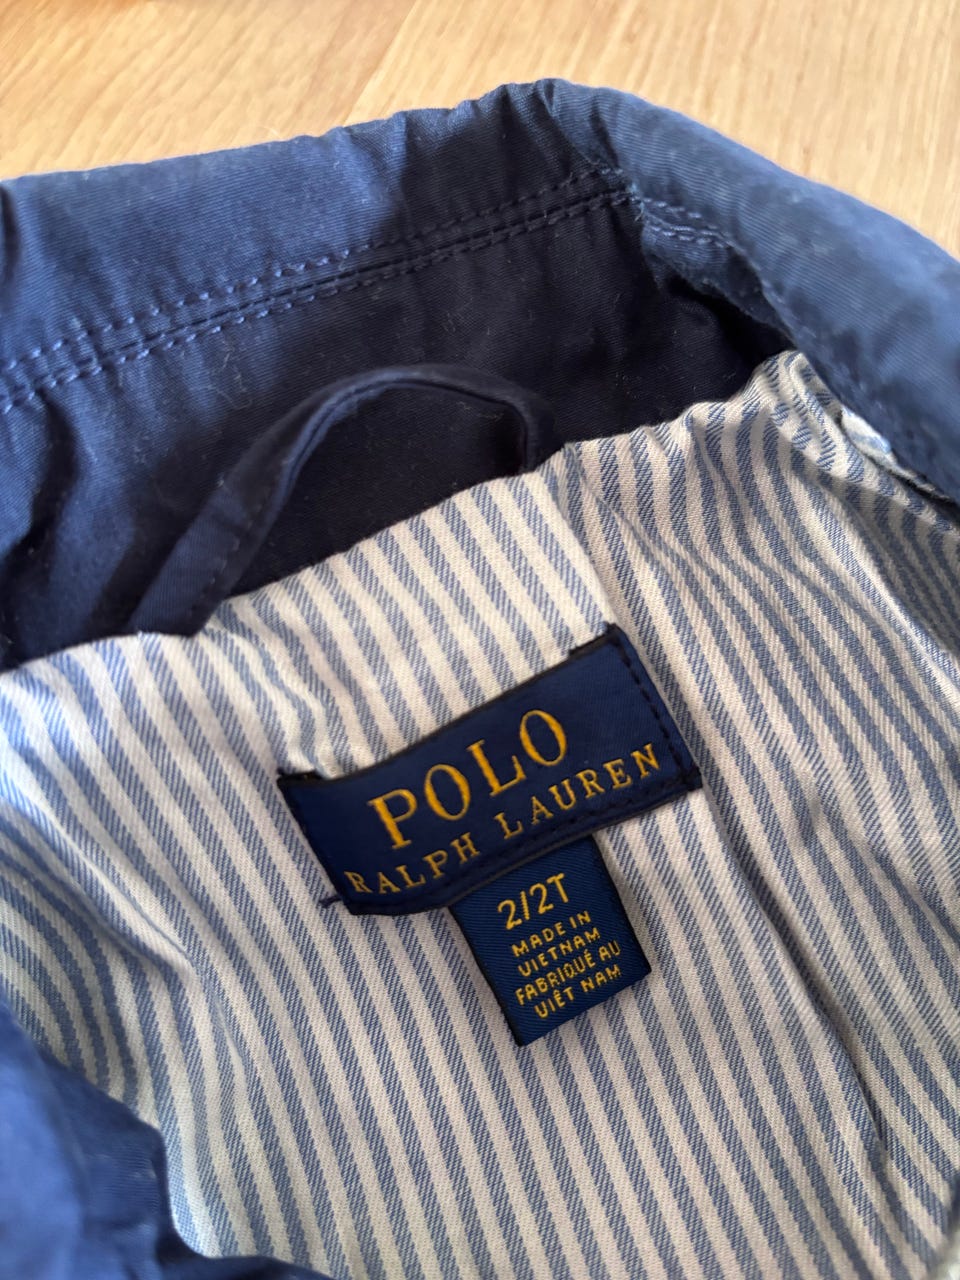 POLO
RALPH LAUREN
2/2T
MADE IN
VIETNAM
FABRIQUÉ AU
VIÊT NAM